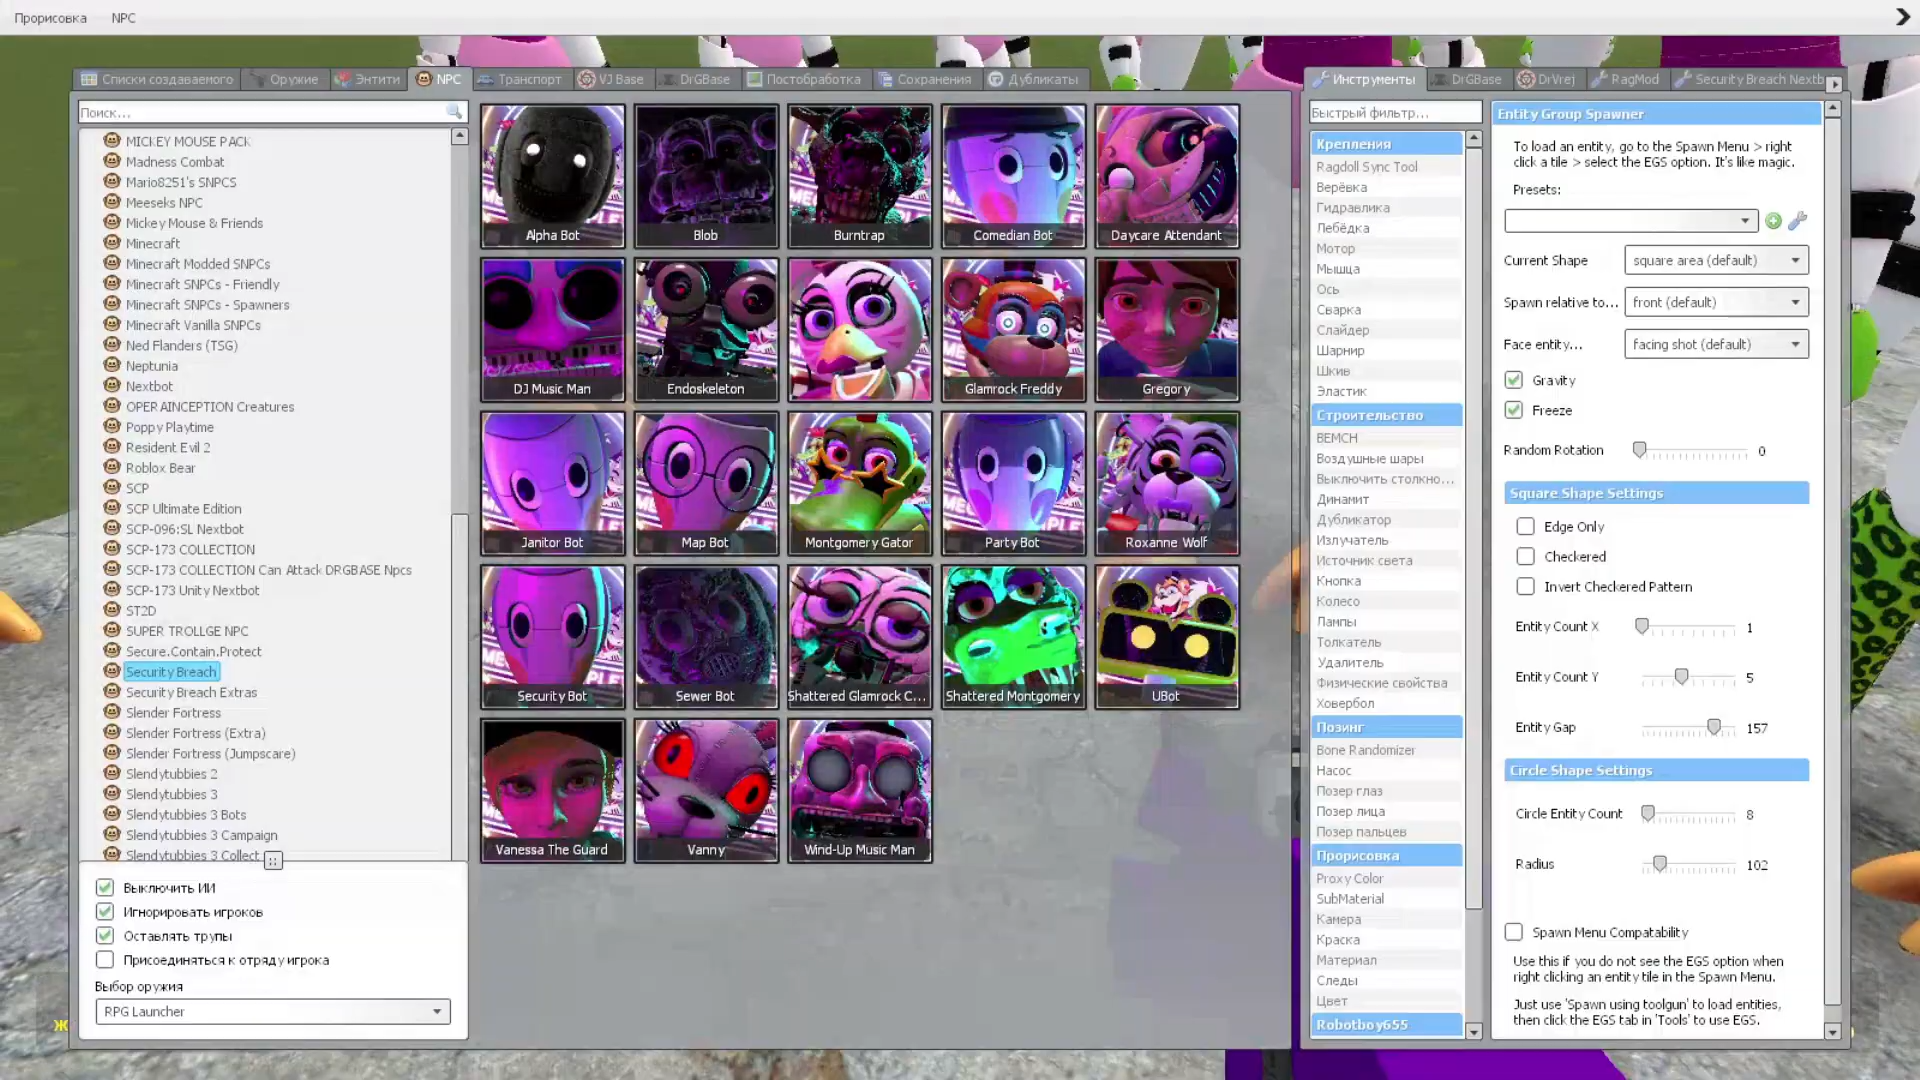 Прорисовка NPC
Списки создаваемого Оружие Энтити NPC Транспорт VJ Base DrGBase Постобработка Сохранения Дубликаты
Поиск...
MICKEY MOUSE PACK
Madness Combat
Mario8251's SNPCS
Meeseks NPC
Mickey Mouse & Friends
Minecraft
Minecraft Modded SNPCs
Minecraft SNPCs - Friendly
Minecraft SNPCs - Spawners
Minecraft Vanilla SNPCs
Ned Flanders (TSG)
Neptunia
Nextbot
OPERAINCEPTION Creatures
Poppy Playtime
Resident Evil 2
Roblox Bear
SCP
SCP Ultimate Edition
SCP-096:SL Nextbot
SCP-173 COLLECTION
SCP-173 COLLECTION Can Attack DRGBASE Npcs
SCP-173 Unity Nextbot
ST2D
SUPER TROLLGE NPC
Secure.Contain.Protect
Security Breach
Security Breach Extras
Slender Fortress
Slender Fortress (Extra)
Slender Fortress (Jumpscare)
Slendytubbies 2
Slendytubbies 3
Slendytubbies 3 Bots
Slendytubbies 3 Campaign
Slendytubbies 3 Collect
Выключить ИИ
Игнорировать игроков
Оставлять трупы
Присоединяться к отряду игрока
Выбор оружия
RPG Launcher
Ж
Alpha Bot Blob Burntrap Comedian Bot Daycare Attendant
DJ Music Man Endoskeleton Glamrock Freddy Gregory
Janitor Bot Map Bot Montgomery Gator Party Bot Roxanne Wolf
Security Bot Sewer Bot Shattered Glamrock C... Shattered Montgomery UBot
Vanessa The Guard Vanny Wind-Up Music Man
Инструменты DrGBase DrVrej RagMod Security Breach Nextb
Быстрый фильтр...
Крепления
Ragdoll Sync Tool
Верёвка
Гидравлика
Лебёдка
Мотор
Мышца
Ось
Сварка
Слайдер
Шарнир
Шкив
Эластик
Строительство
BEMCH
Воздушные шары
Выключить столкно...
Динамит
Дубликатор
Излучатель
Источник света
Кнопка
Колесо
Лампы
Толкатель
Удалитель
Физические свойства
Ховербол
Позинг
Bone Randomizer
Насос
Позер глаз
Позер лица
Позер пальцев
Прорисовка
Proxy Color
SubMaterial
Камера
Краска
Материал
Следы
Цвет
Robotboy655
Entity Group Spawner
To load an entity, go to the Spawn Menu > right
click a tile > select the EGS option. It's like magic.
Presets:
Current Shape square area (default)
Spawn relative to... front (default)
Face entity... facing shot (default)
Gravity
Freeze
Random Rotation 0
Square Shape Settings
Edge Only
Checkered
Invert Checkered Pattern
Entity Count X 1
Entity Count Y 5
Entity Gap 157
Circle Shape Settings
Circle Entity Count 8
Radius 102
Spawn Menu Compatability
Use this if you do not see the EGS option when
right clicking an entity tile in the Spawn Menu.
Just use 'Spawn using toolgun' to load entities,
then click the EGS tab in 'Tools' to use EGS.